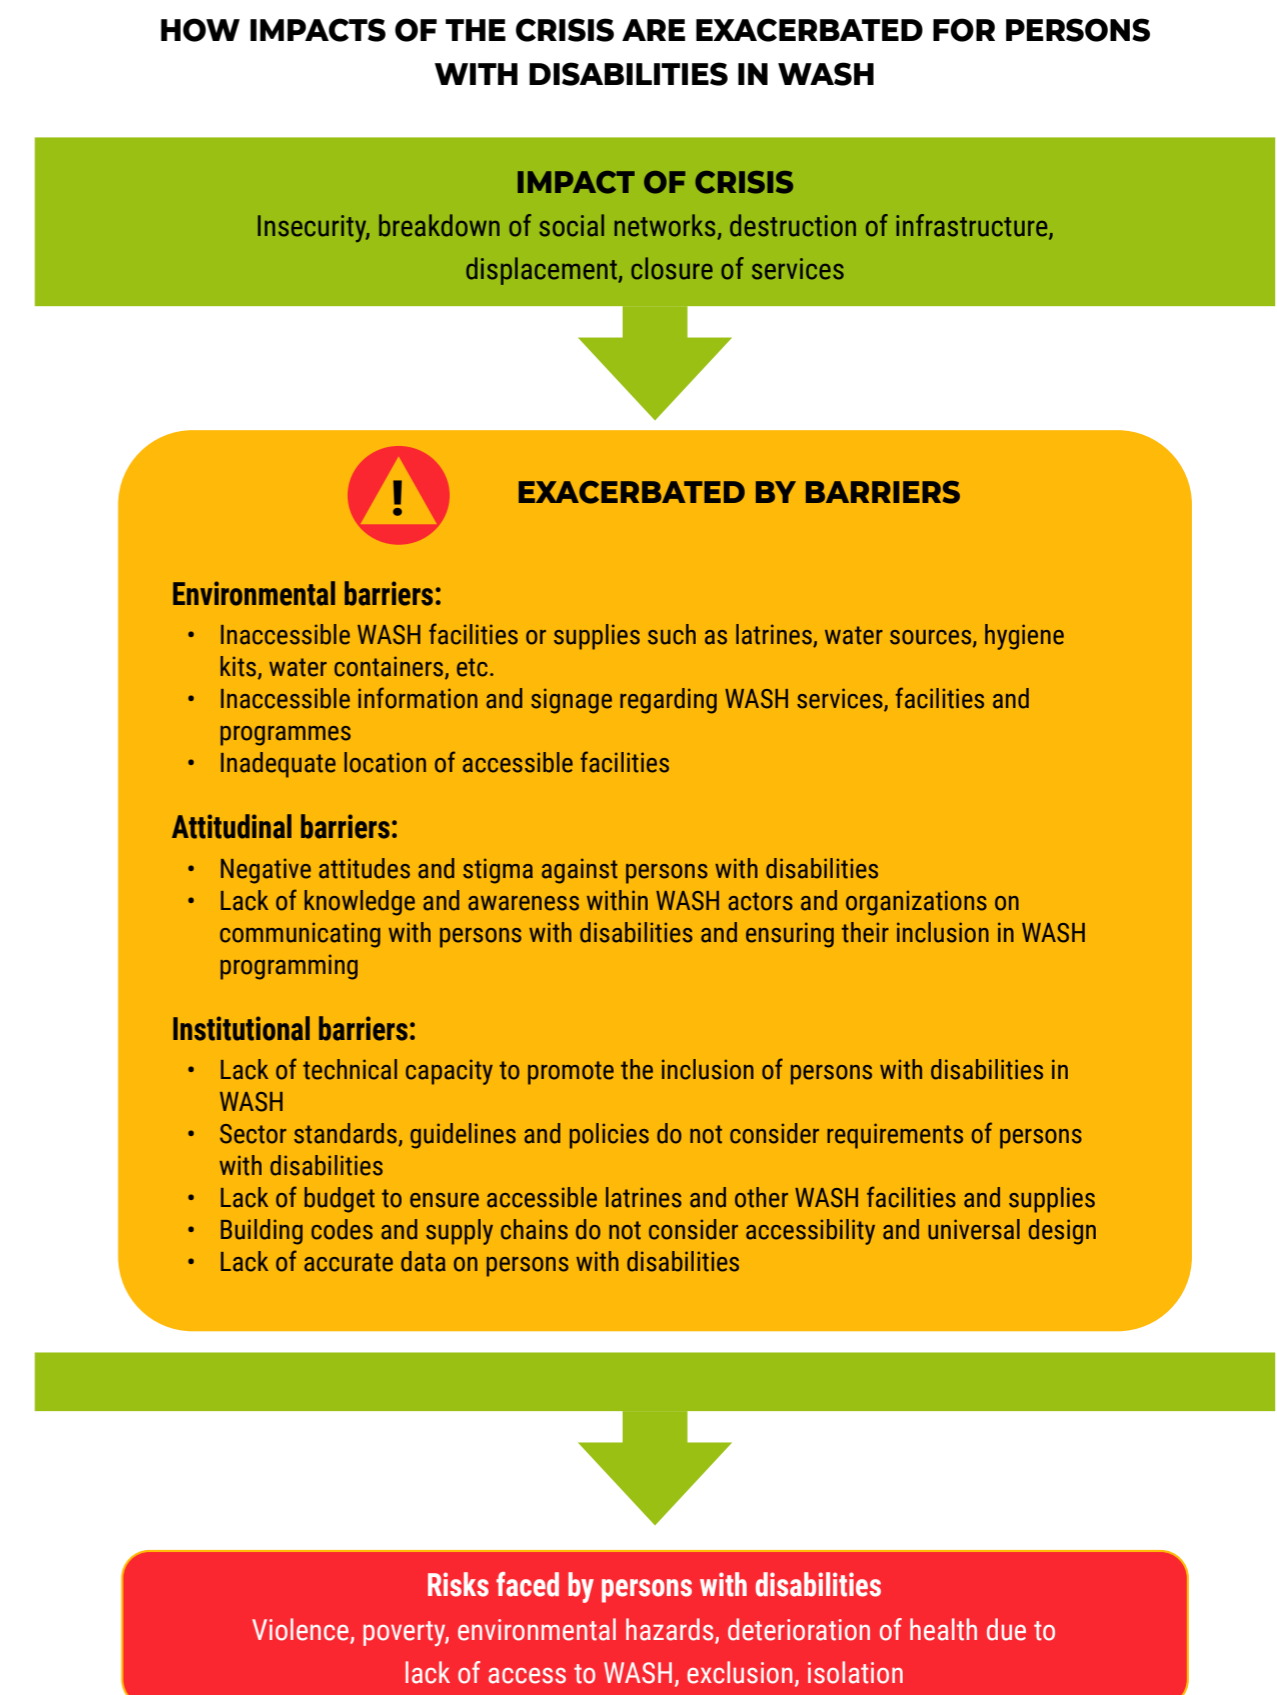 HOW IMPACTS OF THE CRISIS ARE EXACERBATED FOR PERSONS
WITH DISABILITIES IN WASH
IMPACT OF CRISIS
Insecurity, breakdown of social networks, destruction of infrastructure,
displacement, closure of services
!
EXACERBATED BY BARRIERS
Environmental barriers:
• Inaccessible WASH facilities or supplies such as latrines, water sources, hygiene
kits, water containers, etc.
• Inaccessible information and signage regarding WASH services, facilities and
programmes
• Inadequate location of accessible facilities
Attitudinal barriers:
• Negative attitudes and stigma against persons with disabilities
• Lack of knowledge and awareness within WASH actors and organizations on
communicating with persons with disabilities and ensuring their inclusion in WASH
programming
Institutional barriers:
• Lack of technical capacity to promote the inclusion of persons with disabilities in
WASH
• Sector standards, guidelines and policies do not consider requirements of persons
with disabilities
• Lack of budget to ensure accessible latrines and other WASH facilities and supplies
• Building codes and supply chains do not consider accessibility and universal design
• Lack of accurate data on persons with disabilities
Risks faced by persons with disabilities
Violence, poverty, environmental hazards, deterioration of health due to
lack of access to WASH, exclusion, isolation